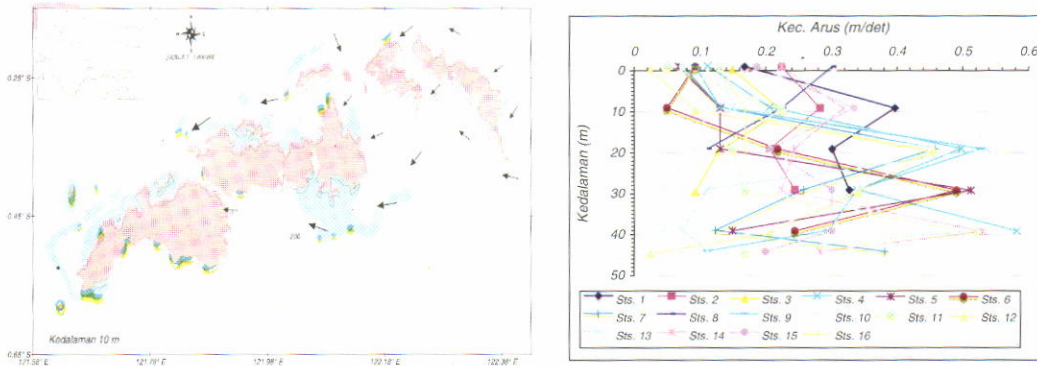 0.25° S
0.45° S
0.65° S
200
Kedalaman 10 m
121.58° E
121.78° E
121.98° E
122.18° E
122.38° E
Kec. Arus (m/det)
0 0.1 0.2 0.3 0.4 0.5 0.6
0
10
20
30
40
50
Kedalaman (m)
Sts. 1 Sts. 2 Sts. 3 Sts. 4 Sts. 5 Sts. 6
Sts. 7 Sts. 8 Sts. 9 Sts. 10 Sts. 11 Sts. 12
Sts. 13 Sts. 14 Sts. 15 Sts. 16